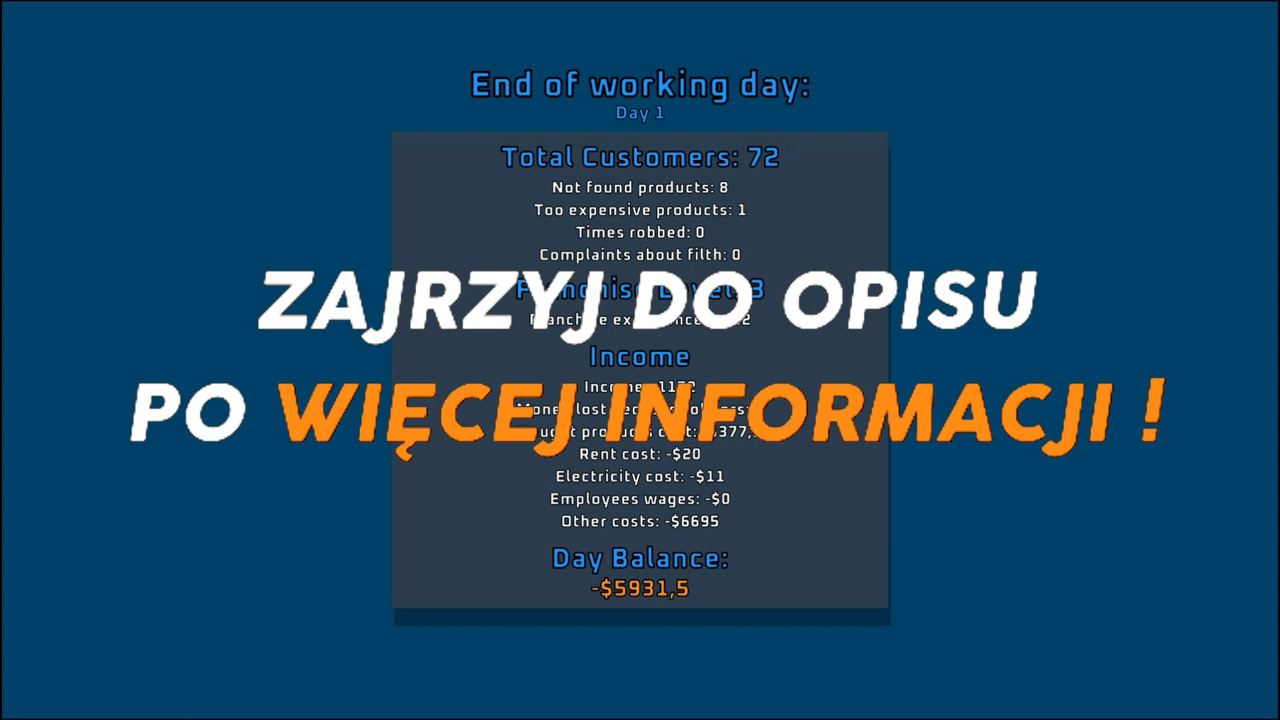 End of working day:
Day 1
Total Customers: 72
Not found products: 8
Too expensive products: 1
Times robbed: 0
Complaints about filth: 0
ZAJRZYJ DO OPISU
Income
PO WIĘCEJ INFORMACJI !
Rent cost: -$20
Electricity cost: -$11
Employees wages: -$0
Other costs: -$6695
Day Balance:
-$5931,5